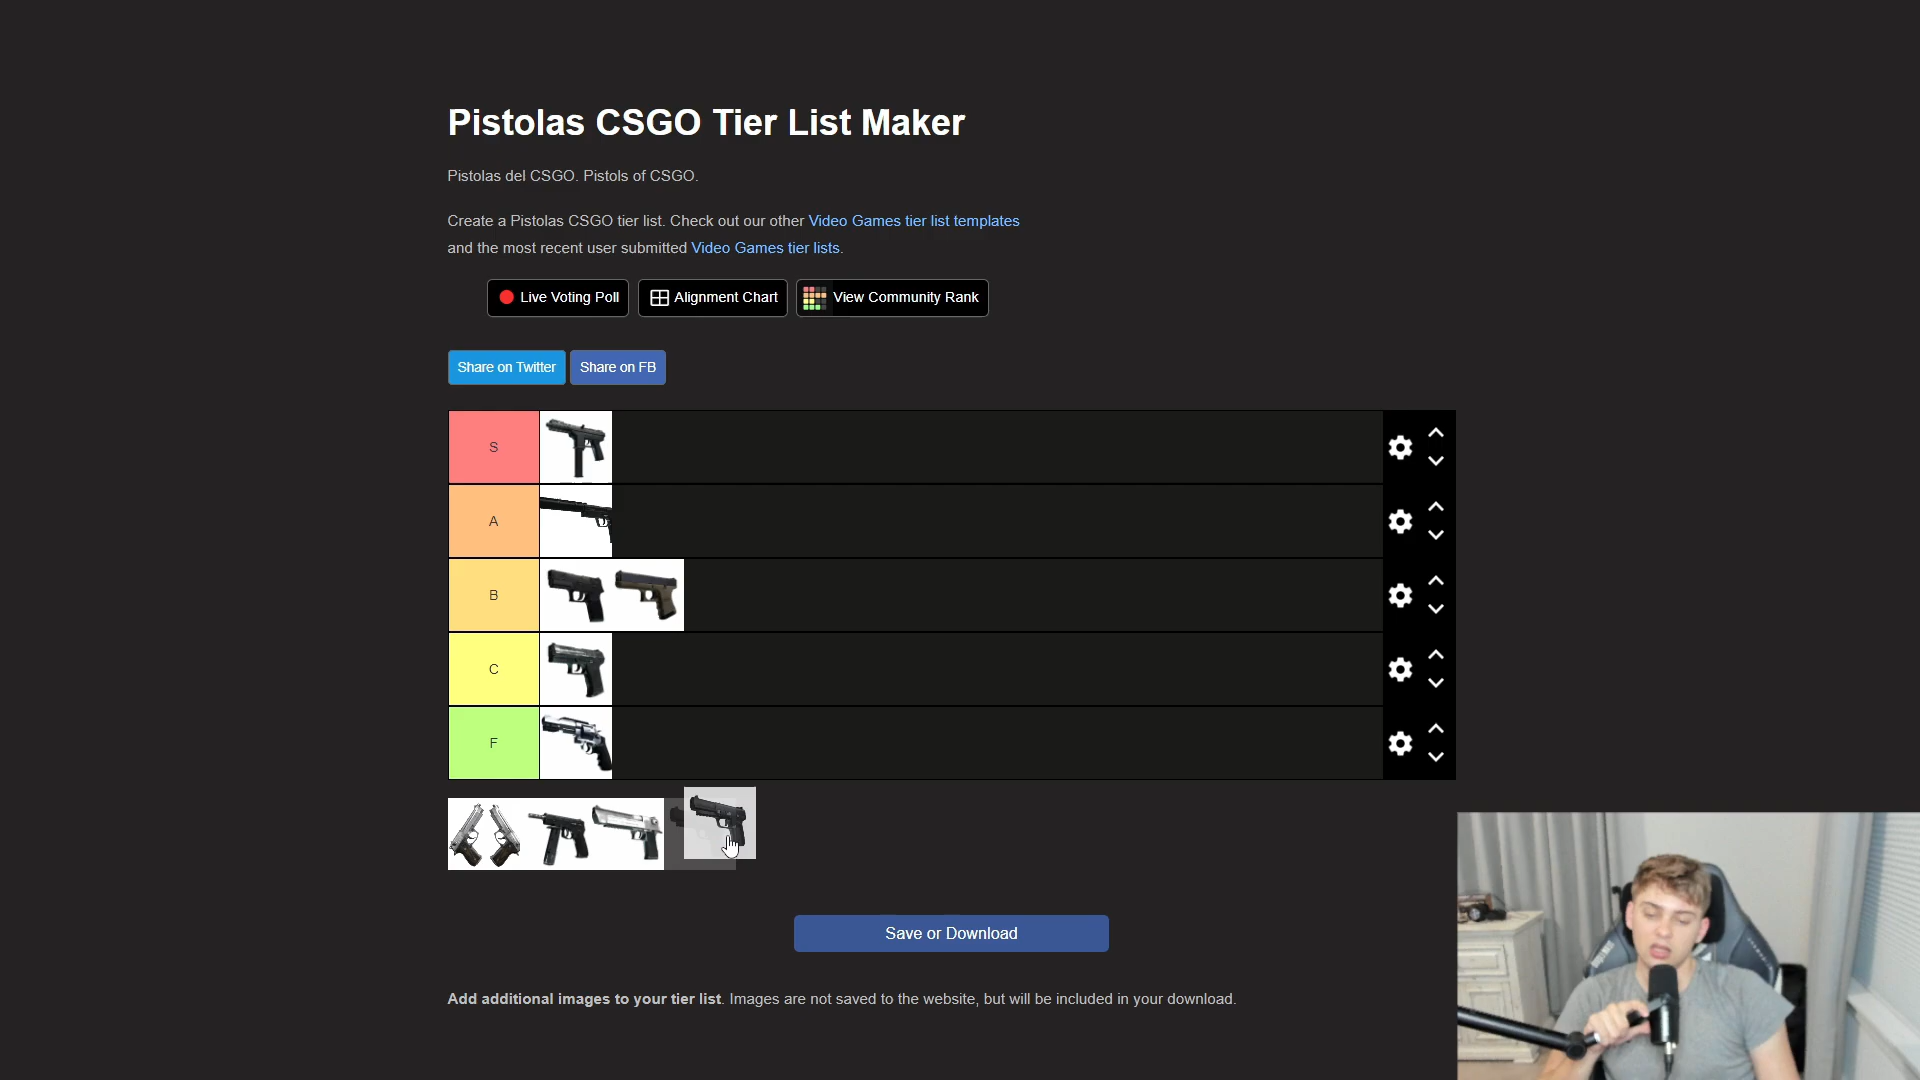 Pistolas CSGO Tier List Maker
Pistolas del CSGO. Pistols of CSGO.
Create a Pistolas CSGO tier list. Check out our other Video Games tier list templates
and the most recent user submitted Video Games tier lists.
Live Voting Poll
Alignment Chart
View Community Rank
Share on Twitter
Share on FB
S
A
B
C
F
Save or Download
Add additional images to your tier list. Images are not saved to the website, but will be included in your download.